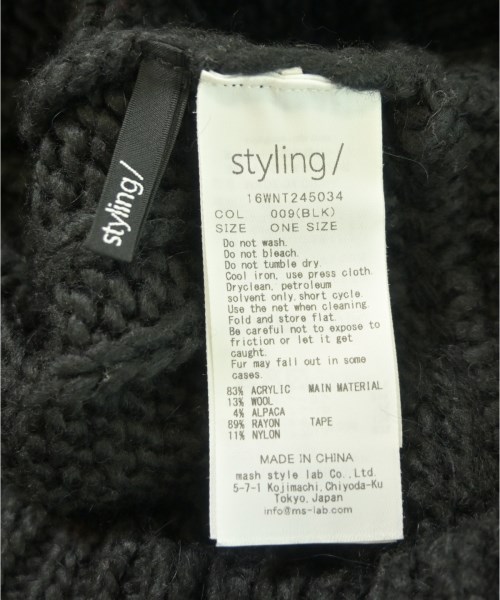 styling/
styling/
16WNT245034
COL 009(BLK)
SIZE ONE SIZE
Do not wash.
Do not bleach.
Do not tumble dry.
Cool iron, use press cloth.
Dryclean, petroleum
solvent only, short cycle.
Use the net when cleaning.
Fold and store flat.
Be careful not to expose to
friction or let it get
caught.
Fur may fall out in some
cases.
83% ACRYLIC MAIN MATERIAL
13% WOOL
4% ALPACA
89% RAYON TAPE
11% NYLON
MADE IN CHINA
mash style lab Co., Ltd.
5-7-1 Kojimachi, Chiyoda-Ku
Tokyo, Japan
info@ms-lab.com